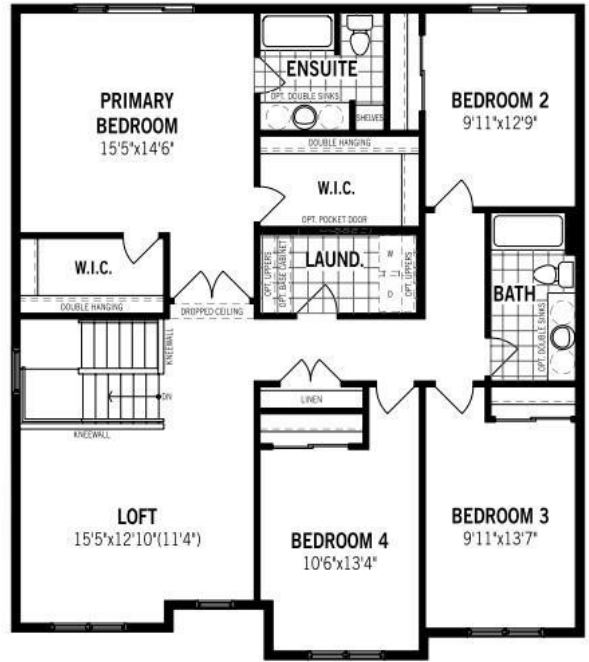 PRIMARY
BEDROOM
15'5"x14'6"
ENSUITE
OPT. DOUBLE SINKS
SHELVES
BEDROOM 2
9'11"x12'9"
DOUBLE HANGING
W.I.C.
OPT. POCKET DOOR
W.I.C.
DOUBLE HANGING
OPT. UPPERS
OPT. BASE CABINET
LAUND.
W
D
OPT. UPPERS
BATH
OPT. DOUBLE SINKS
DROPPED CEILING
KNEEWALL
DN
KNEEWALL
LINEN
LOFT
15'5"x12'10"(11'4")
BEDROOM 4
10'6"x13'4"
BEDROOM 3
9'11"x13'7"